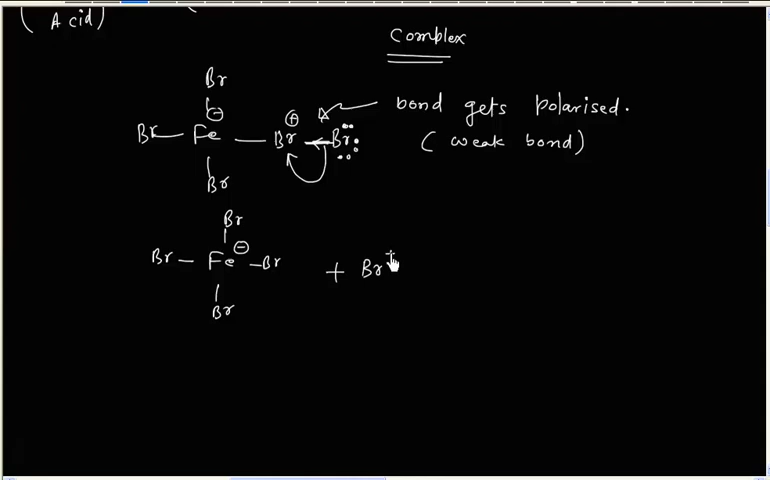 ( Acid)
Complex
Br
Br — Fe ⊖ — Br ⊕ ← Br
bond gets polarised.
( weak bond )
Br
Br
Br — Fe ⊖ — Br + Br
Br